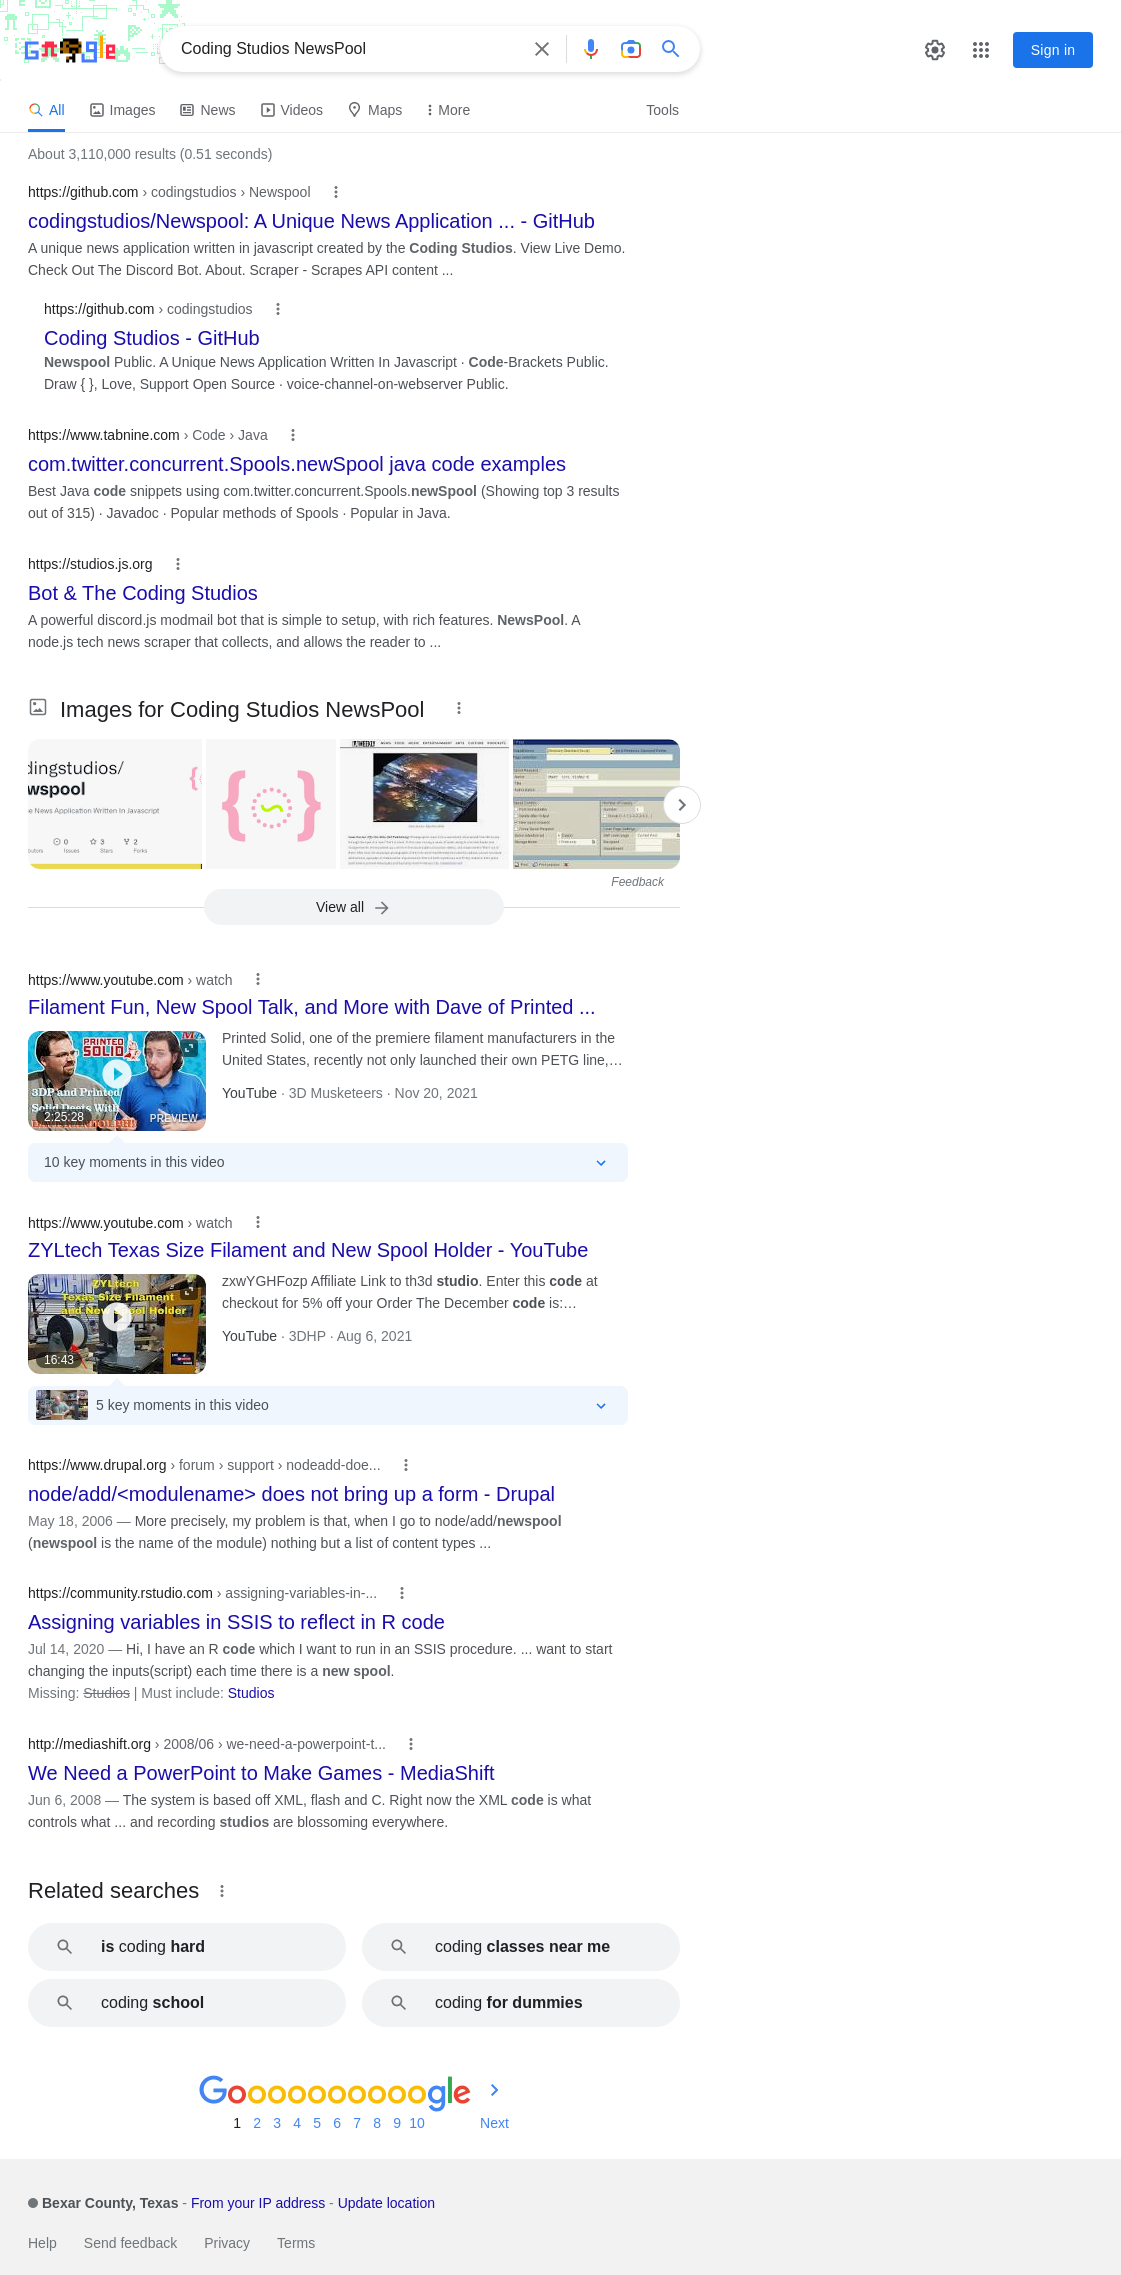 Coding Studios NewsPool
Sign in
All
Images
News
Videos
Maps
More
Tools
About 3,110,000 results (0.51 seconds)
https://github.com › codingstudios › Newspool
codingstudios/Newspool: A Unique News Application ... - GitHub
A unique news application written in javascript created by the Coding Studios. View Live Demo.
Check Out The Discord Bot. About. Scraper - Scrapes API content ...
https://github.com › codingstudios
Coding Studios - GitHub
Newspool Public. A Unique News Application Written In Javascript · Code-Brackets Public.
Draw { }, Love, Support Open Source · voice-channel-on-webserver Public.
https://www.tabnine.com › Code › Java
com.twitter.concurrent.Spools.newSpool java code examples
Best Java code snippets using com.twitter.concurrent.Spools.newSpool (Showing top 3 results
out of 315) · Javadoc · Popular methods of Spools · Popular in Java.
https://studios.js.org
Bot & The Coding Studios
A powerful discord.js modmail bot that is simple to setup, with rich features. NewsPool. A
node.js tech news scraper that collects, and allows the reader to ...
Images for Coding Studios NewsPool
dingstudios/
wspool
e News Application Written In Javascript
0
3
2
Issues
Stars
Forks
Feedback
View all
https://www.youtube.com › watch
Filament Fun, New Spool Talk, and More with Dave of Printed ...
PRINTED
SOLID
3DP and Printed
Solid Deets With
2:25:28
PREVIEW
Printed Solid, one of the premiere filament manufacturers in the
United States, recently not only launched their own PETG line,...
YouTube · 3D Musketeers · Nov 20, 2021
10 key moments in this video
https://www.youtube.com › watch
ZYLtech Texas Size Filament and New Spool Holder - YouTube
ZYLtech
Texas Size Filament
and New Spool Holder
16:43
zxwYGHFozp Affiliate Link to th3d studio. Enter this code at
checkout for 5% off your Order The December code is:...
YouTube · 3DHP · Aug 6, 2021
5 key moments in this video
https://www.drupal.org › forum › support › nodeadd-doe...
node/add/<modulename> does not bring up a form - Drupal
May 18, 2006 — More precisely, my problem is that, when I go to node/add/newspool
(newspool is the name of the module) nothing but a list of content types ...
https://community.rstudio.com › assigning-variables-in-...
Assigning variables in SSIS to reflect in R code
Jul 14, 2020 — Hi, I have an R code which I want to run in an SSIS procedure. ... want to start
changing the inputs(script) each time there is a new spool.
Missing: Studios | Must include: Studios
http://mediashift.org › 2008/06 › we-need-a-powerpoint-t...
We Need a PowerPoint to Make Games - MediaShift
Jun 6, 2008 — The system is based off XML, flash and C. Right now the XML code is what
controls what ... and recording studios are blossoming everywhere.
Related searches
is coding hard
coding classes near me
coding school
coding for dummies
Goooooooooogle
1 2 3 4 5 6 7 8 9 10 Next
Bexar County, Texas - From your IP address - Update location
Help Send feedback Privacy Terms